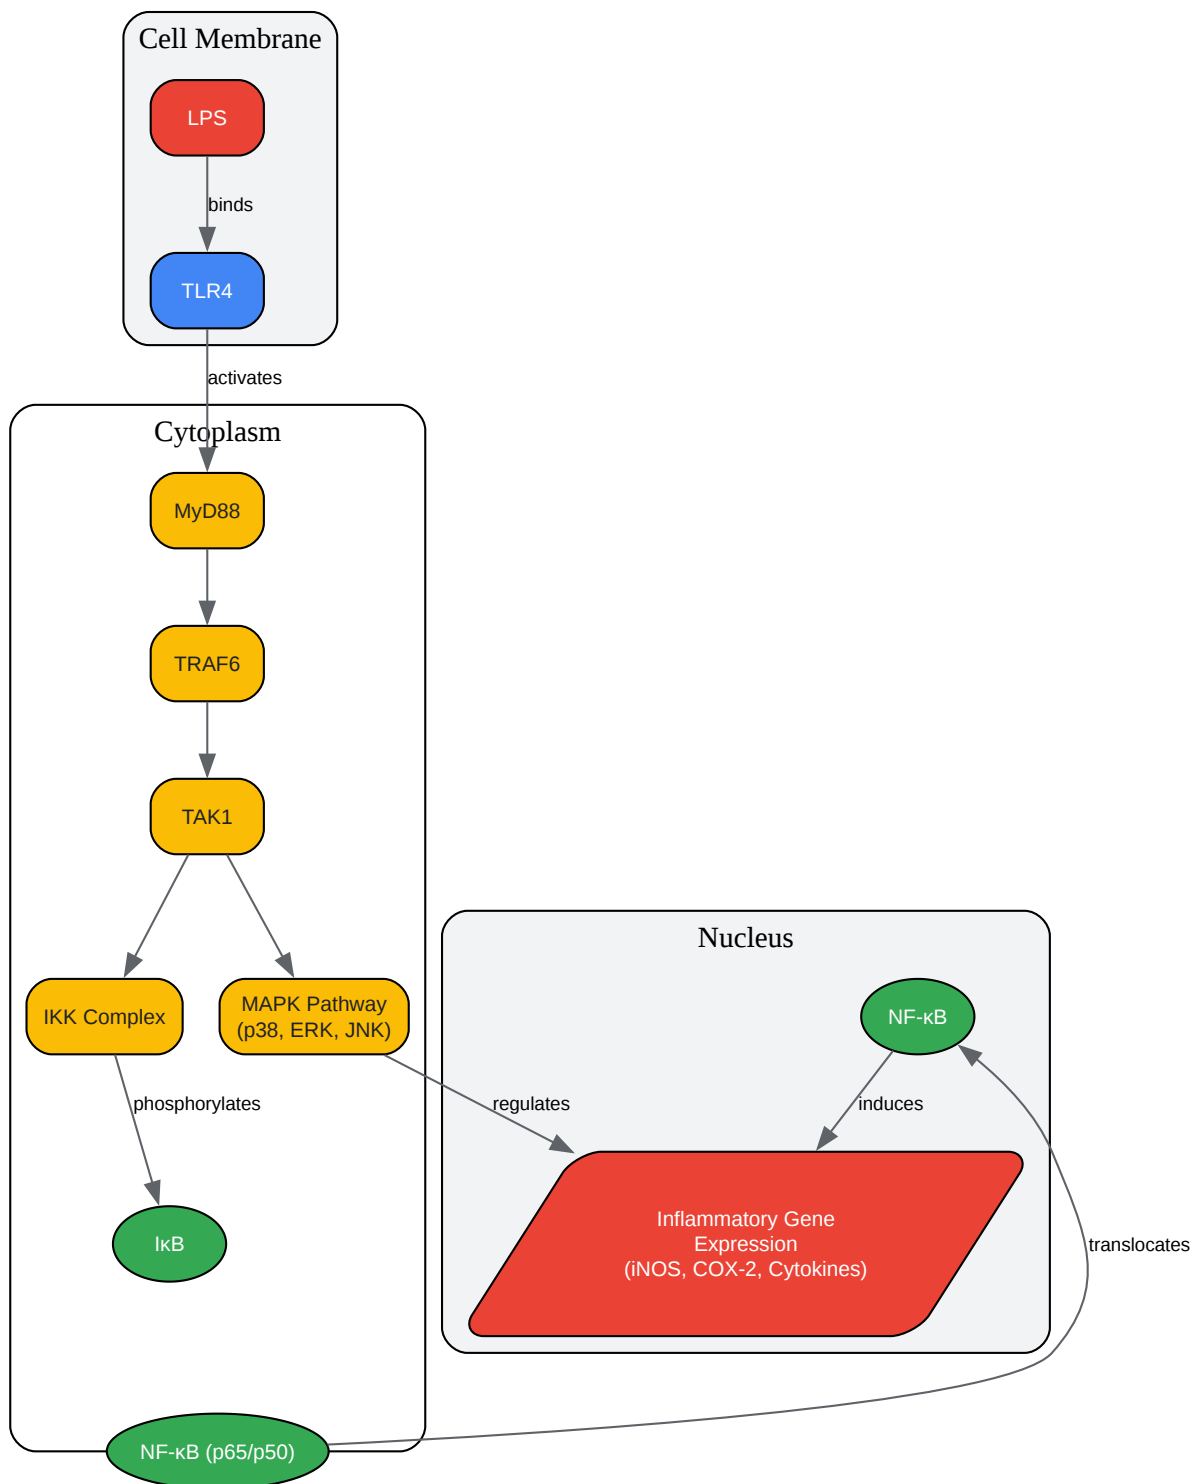 Cell Membrane
LPS
binds
TLR4
activates
Cytoplasm
MyD88
TRAF6
TAK1
IKK Complex
MAPK Pathway
(p38, ERK, JNK)
phosphorylates
IκB
NF-κB (p65/p50)
Nucleus
NF-κB
regulates
induces
Inflammatory Gene
Expression
(iNOS, COX-2, Cytokines)
translocates